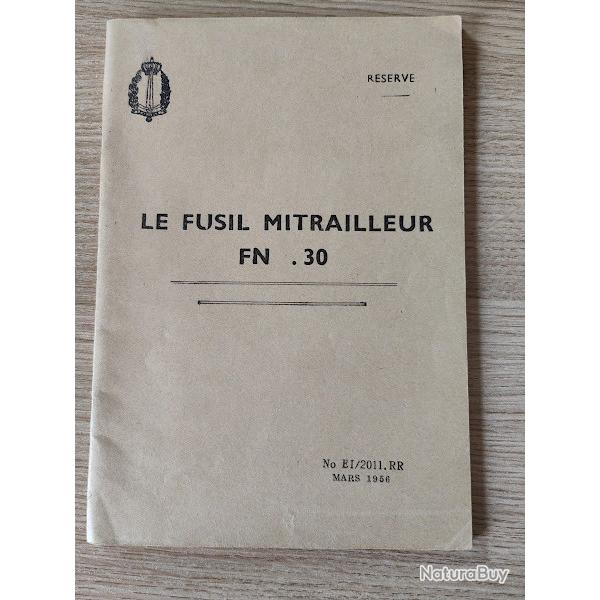 RESERVE
LE FUSIL MITRAILLEUR
FN . 30
No EI/2011.RR
MARS 1956
NaturaBuy